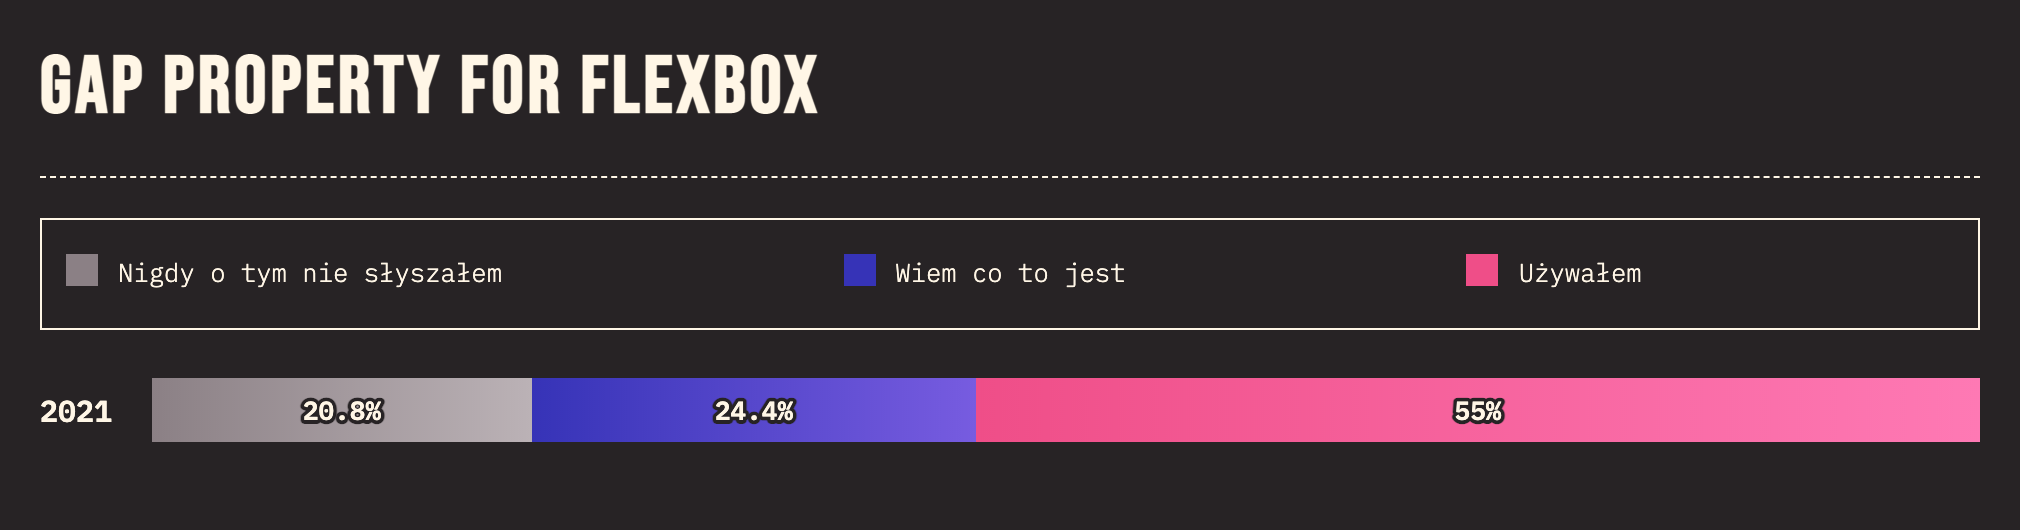 GAP PROPERTY FOR FLEXBOX
Nigdy o tym nie słyszałem
Wiem co to jest
Używałem
2021 20.8% 24.4% 55%